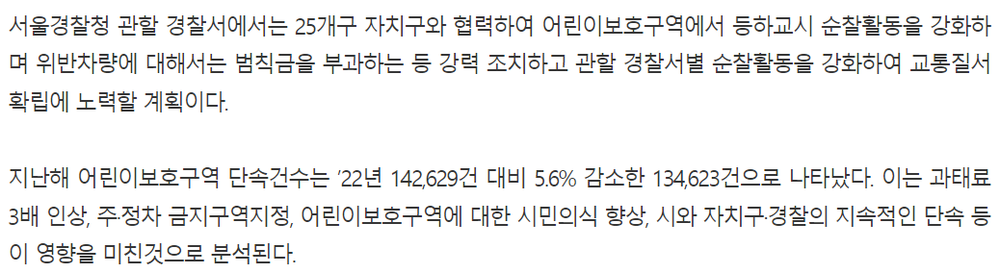 서울경찰청 관할 경찰서에서는 25개구 자치구와 협력하여 어린이보호구역에서 등하교시 순찰활동을 강화하
며 위반차량에 대해서는 범칙금을 부과하는 등 강력 조치하고 관할 경찰서별 순찰활동을 강화하여 교통질서
확립에 노력할 계획이다.
지난해 어린이보호구역 단속건수는 ‘22년 142,629건 대비 5.6% 감소한 134,623건으로 나타났다. 이는 과태료
3배 인상, 주·정차 금지구역지정, 어린이보호구역에 대한 시민의식 향상, 시와 자치구·경찰의 지속적인 단속 등
이 영향을 미친것으로 분석된다.